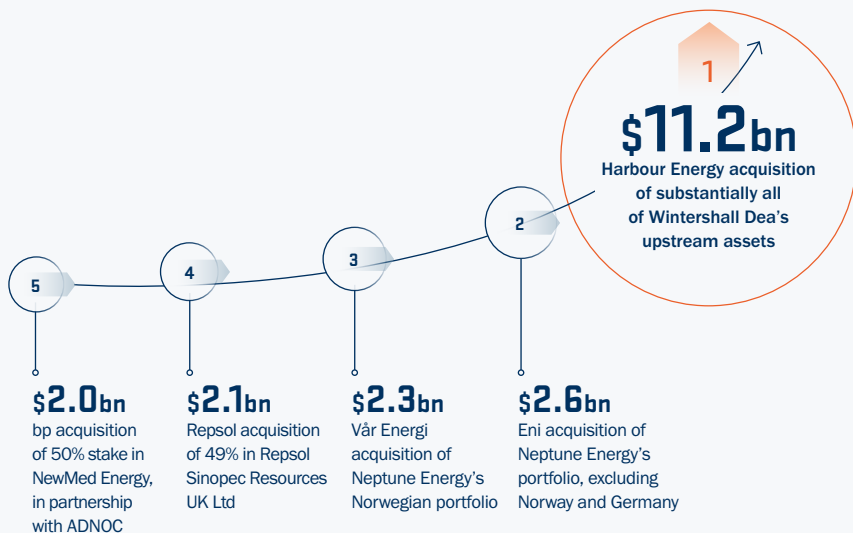 1
$11.2bn
Harbour Energy acquisition
of substantially all
of Wintershall Dea's
upstream assets
2
3
4
5
$2.0bn
bp acquisition
of 50% stake in
NewMed Energy,
in partnership
with ADNOC
$2.1bn
Repsol acquisition
of 49% in Repsol
Sinopec Resources
UK Ltd
$2.3bn
Vår Energi
acquisition of
Neptune Energy's
Norwegian portfolio
$2.6bn
Eni acquisition of
Neptune Energy's
portfolio, excluding
Norway and Germany